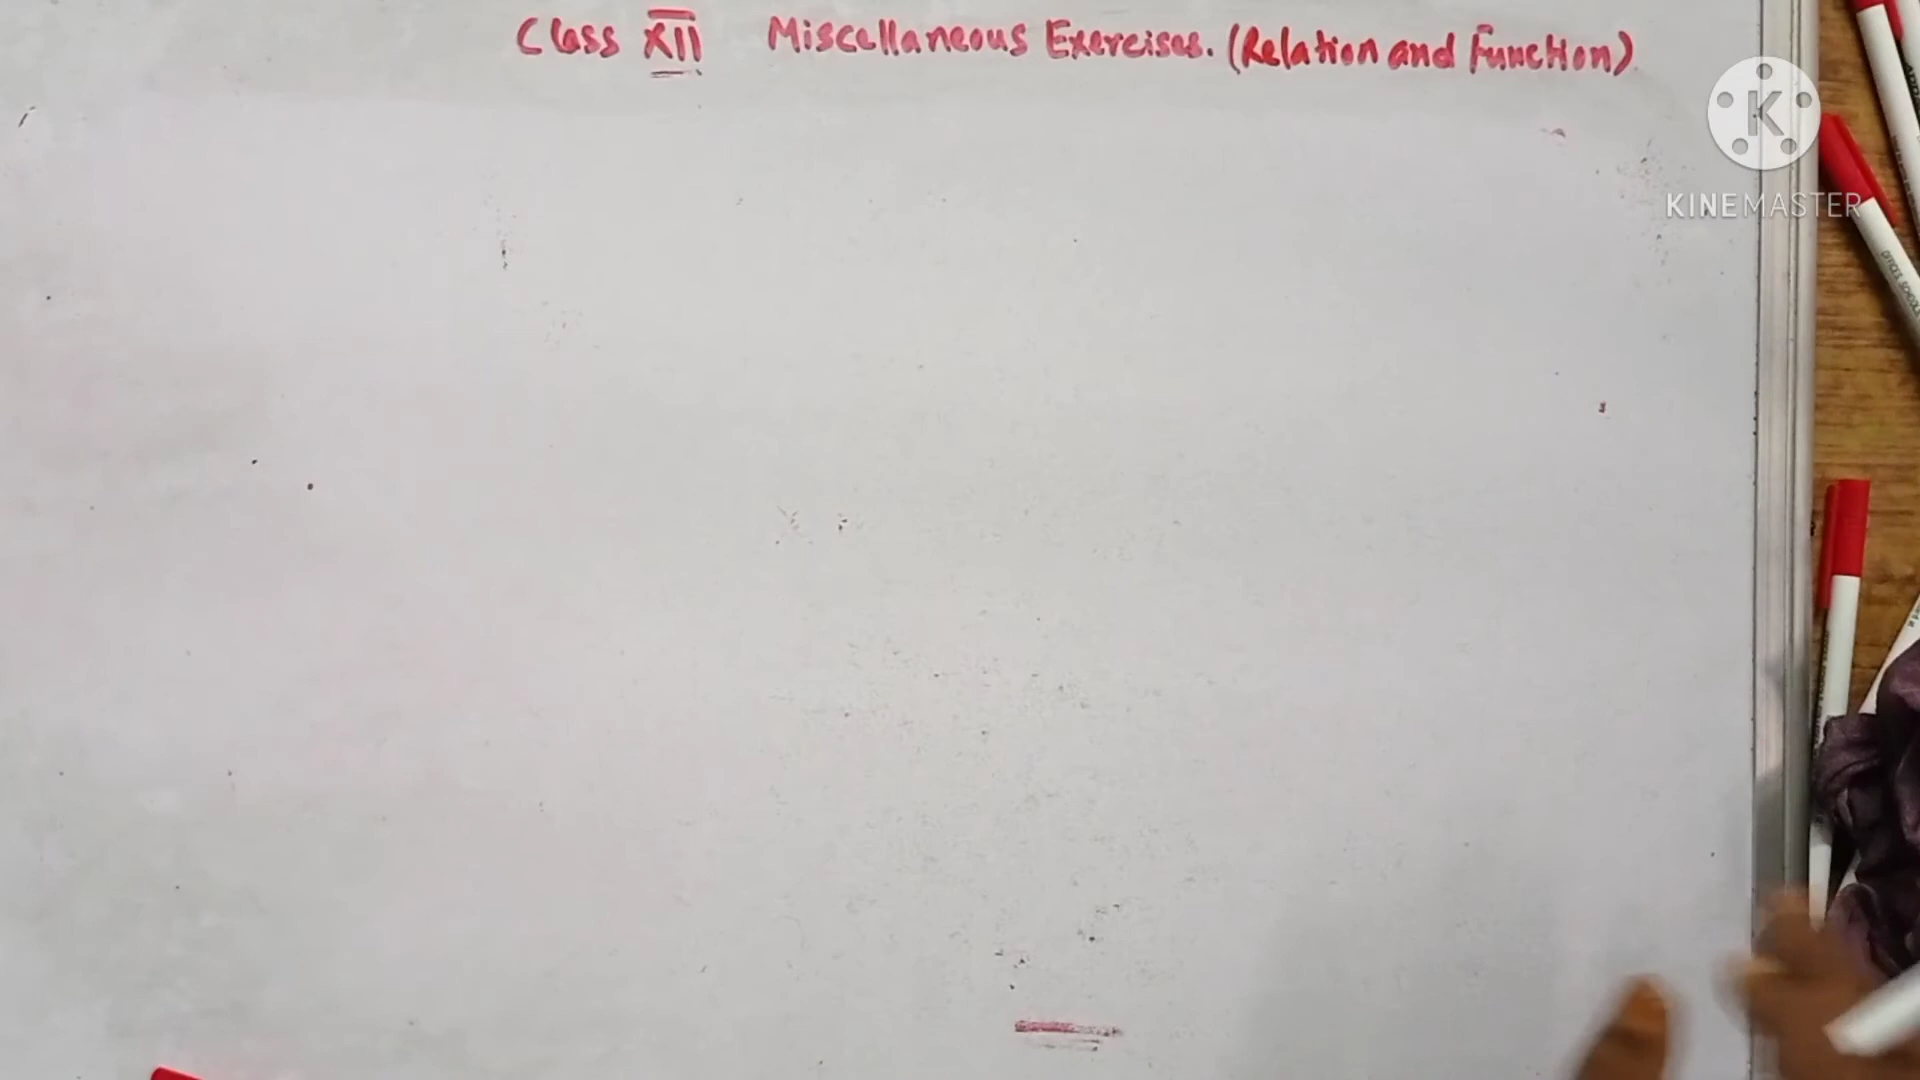 Class XII Miscellaneous Exercises. (Relation and Function)
K
KINEMASTER